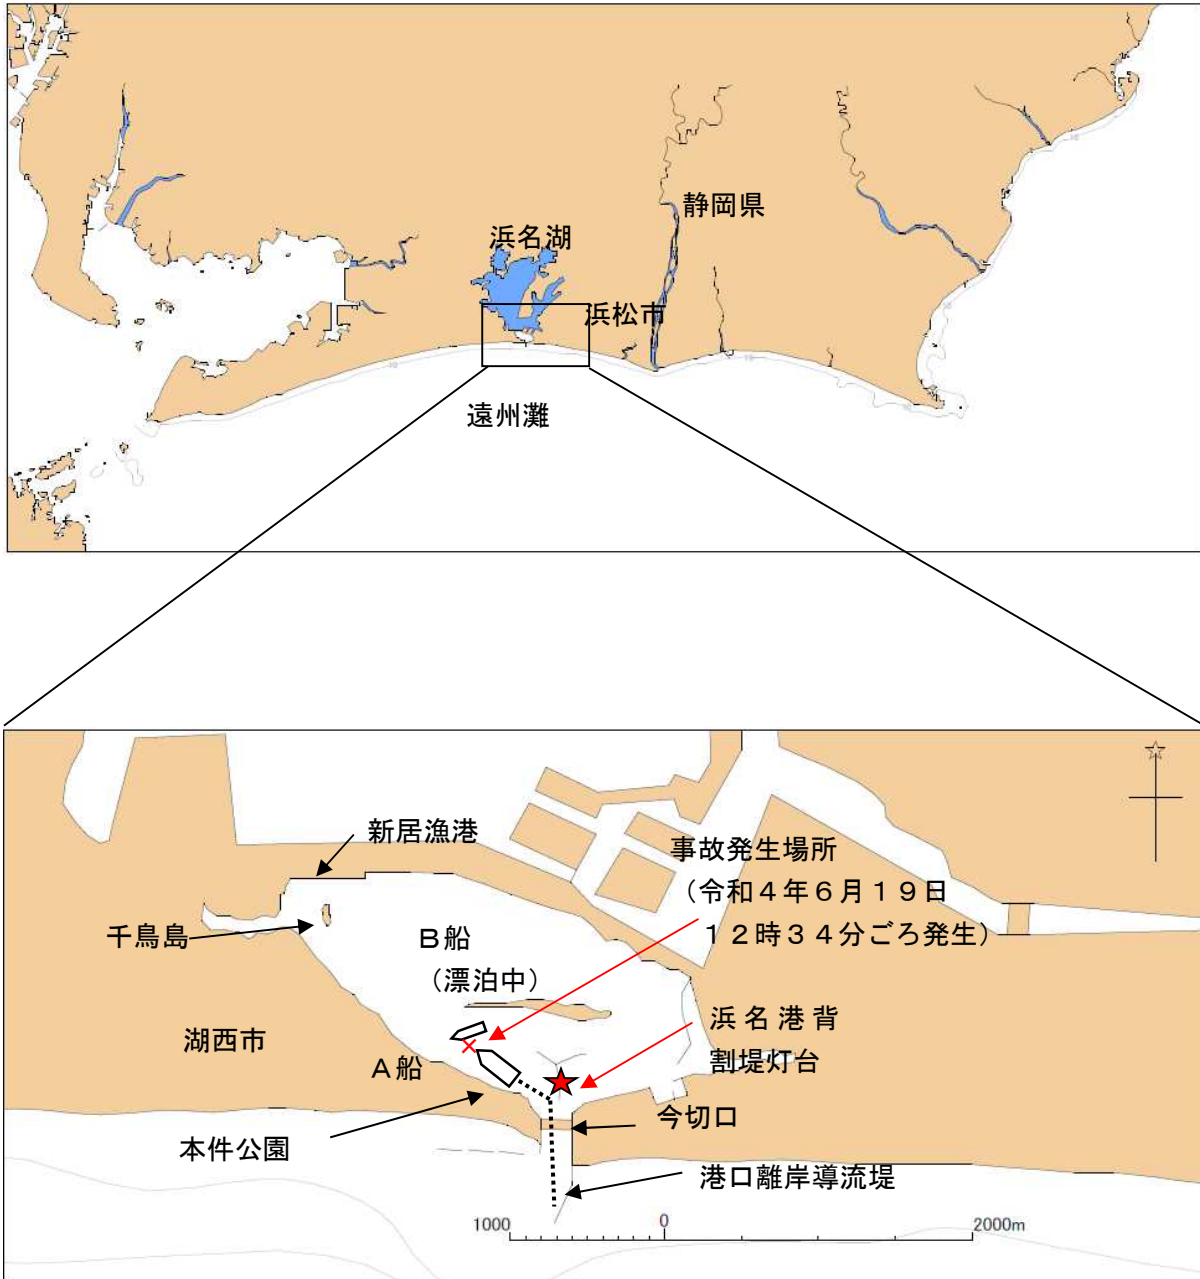 静岡県
浜名湖
浜松市
遠州灘
新居漁港
事故発生場所
（令和４年６月１９日
１２時３４分ごろ発生）
千鳥島
Ｂ船
（漂泊中）
浜名港背
割堤灯台
湖西市
Ａ船
今切口
本件公園
港口離岸導流堤
1000 0 2000m